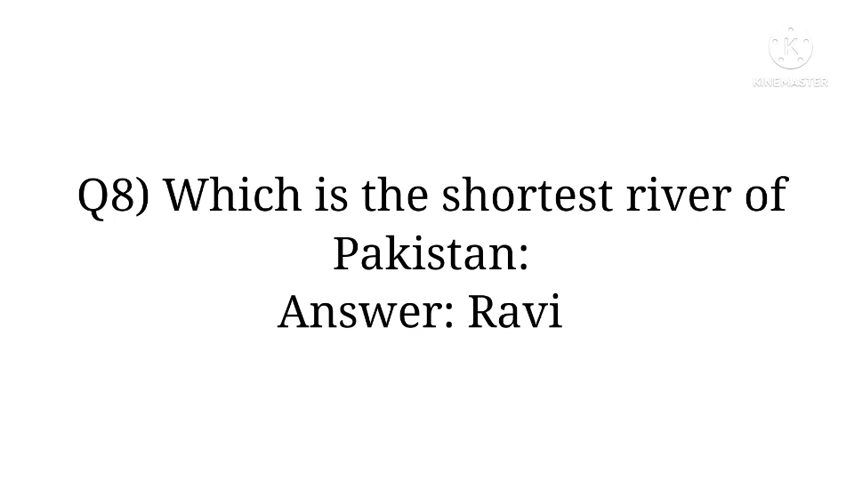 KINEMASTER
Q8) Which is the shortest river of
Pakistan:
Answer: Ravi